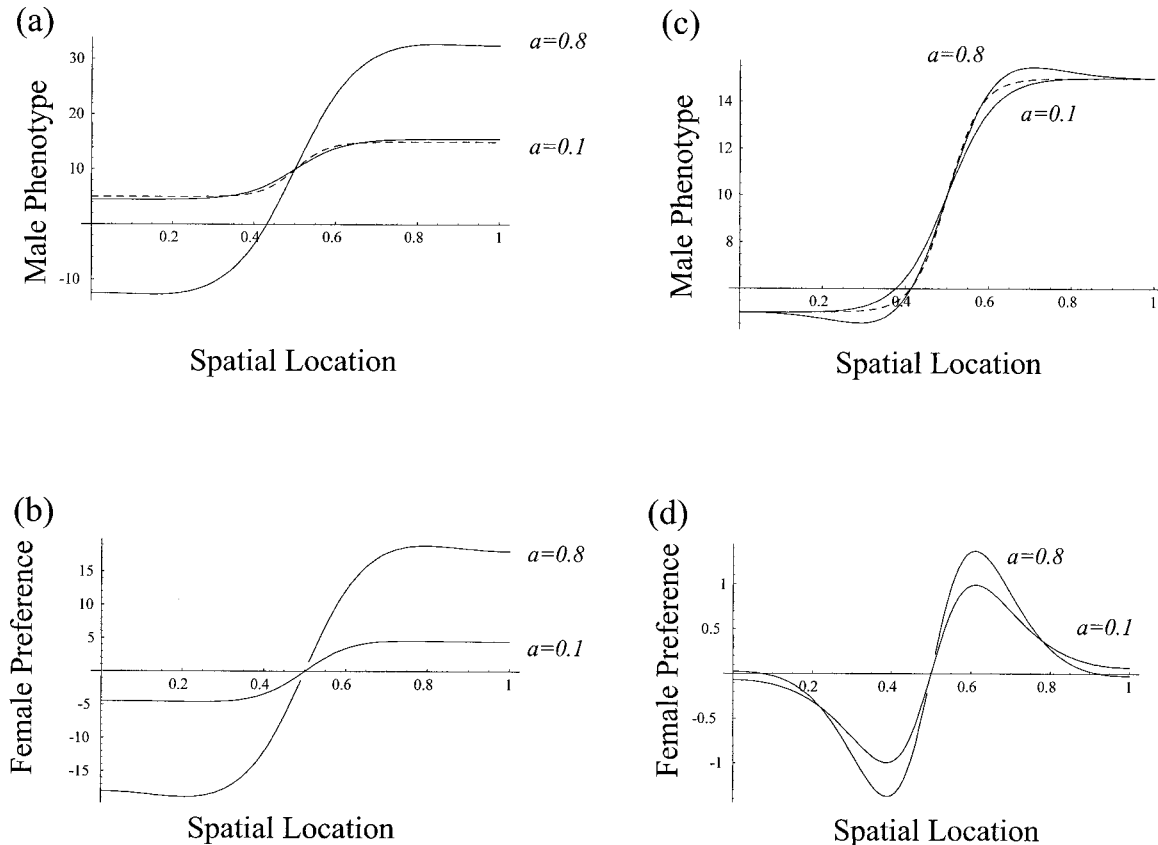 (a)
Male Phenotype
30
20
10
-10
0.2
0.4
0.6
0.8
1
a=0.8
a=0.1
Spatial Location
(c)
Male Phenotype
14
12
10
8
0.2
0.4
0.6
0.8
1
a=0.8
a=0.1
Spatial Location
(b)
Female Preference
15
10
5
-5
-10
-15
0.2
0.4
0.6
0.8
1
a=0.8
a=0.1
Spatial Location
(d)
Female Preference
1
0.5
-0.5
-1
0.2
0.4
0.6
0.8
1
a=0.8
a=0.1
Spatial Location